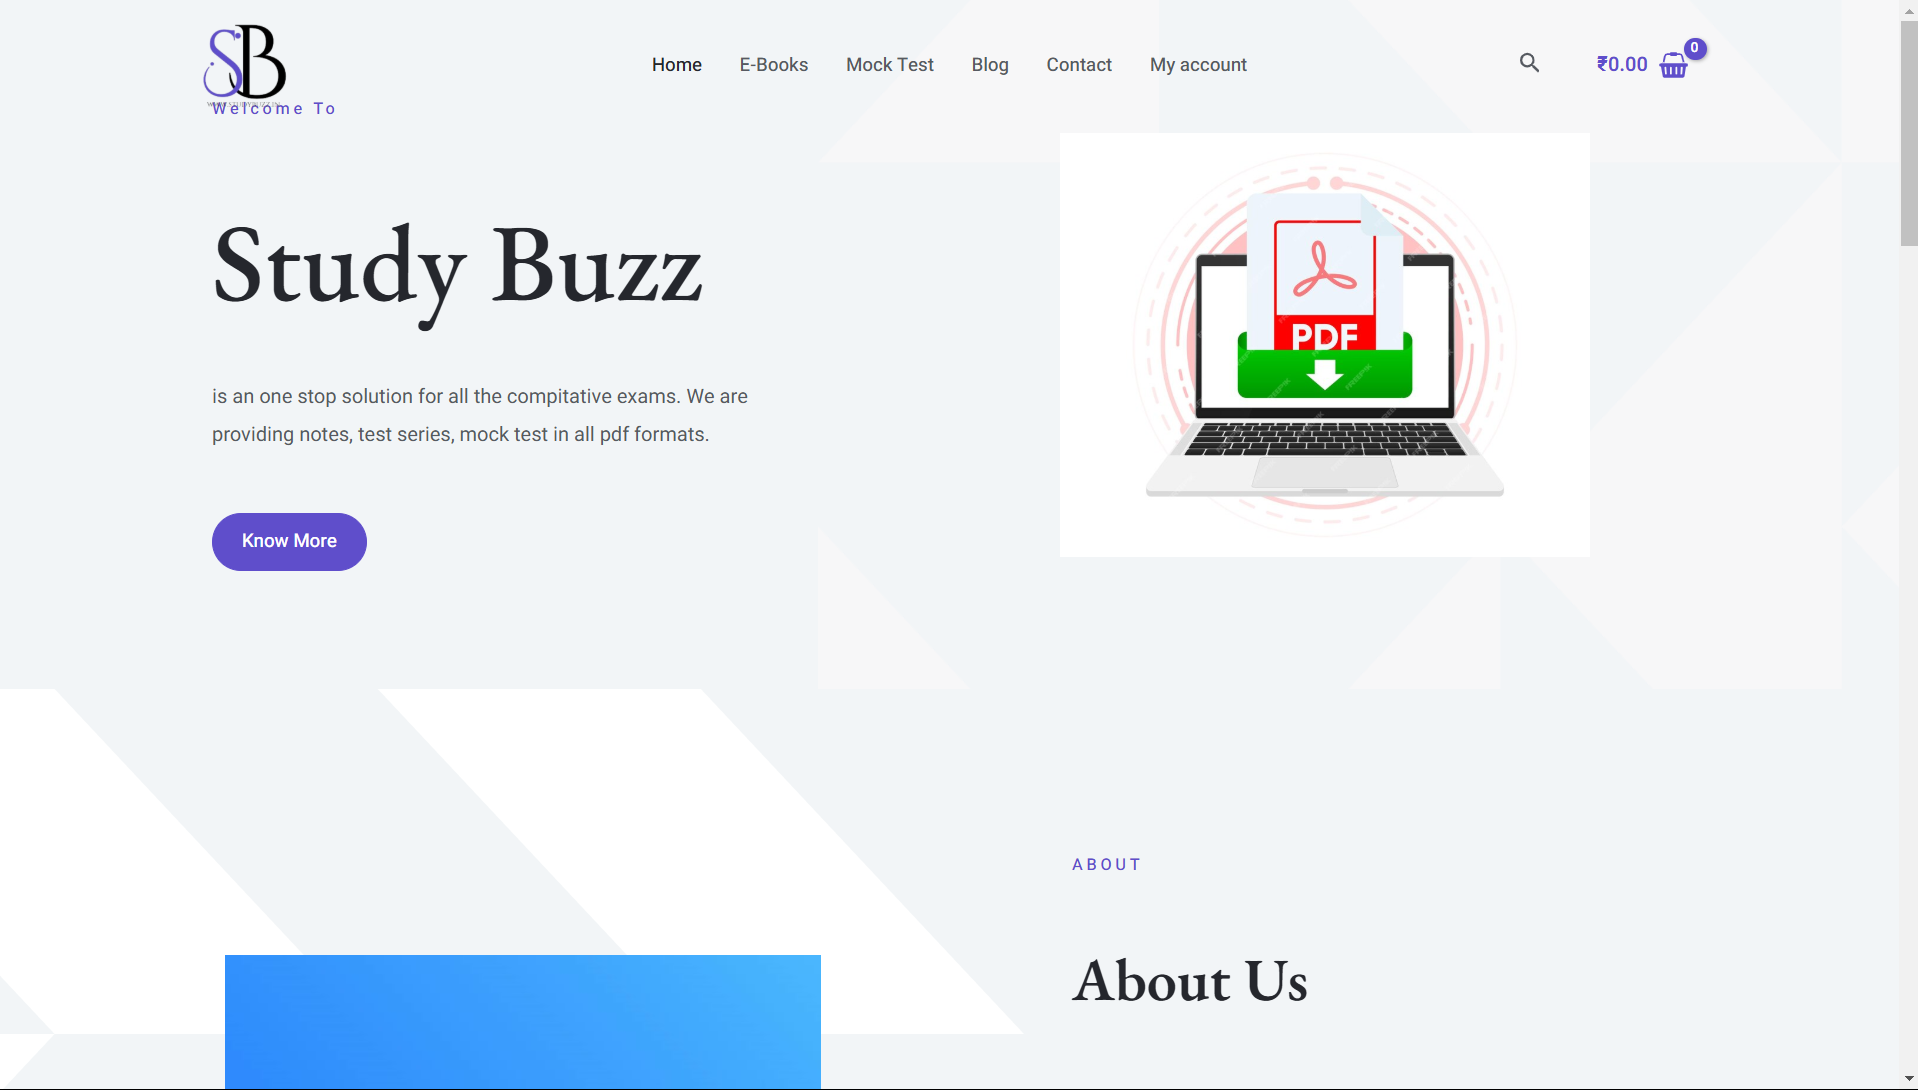 SB
Welcome To
Home
E-Books
Mock Test
Blog
Contact
My account
₹0.00
0
Study Buzz
is an one stop solution for all the compitative exams. We are
providing notes, test series, mock test in all pdf formats.
Know More
PDF
ABOUT
About Us